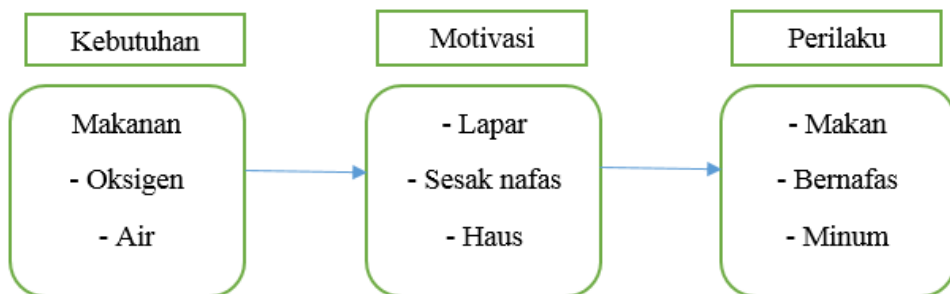 Kebutuhan
Motivasi
Perilaku
Makanan
- Oksigen
- Air
- Lapar
- Sesak nafas
- Haus
- Makan
- Bernafas
- Minum